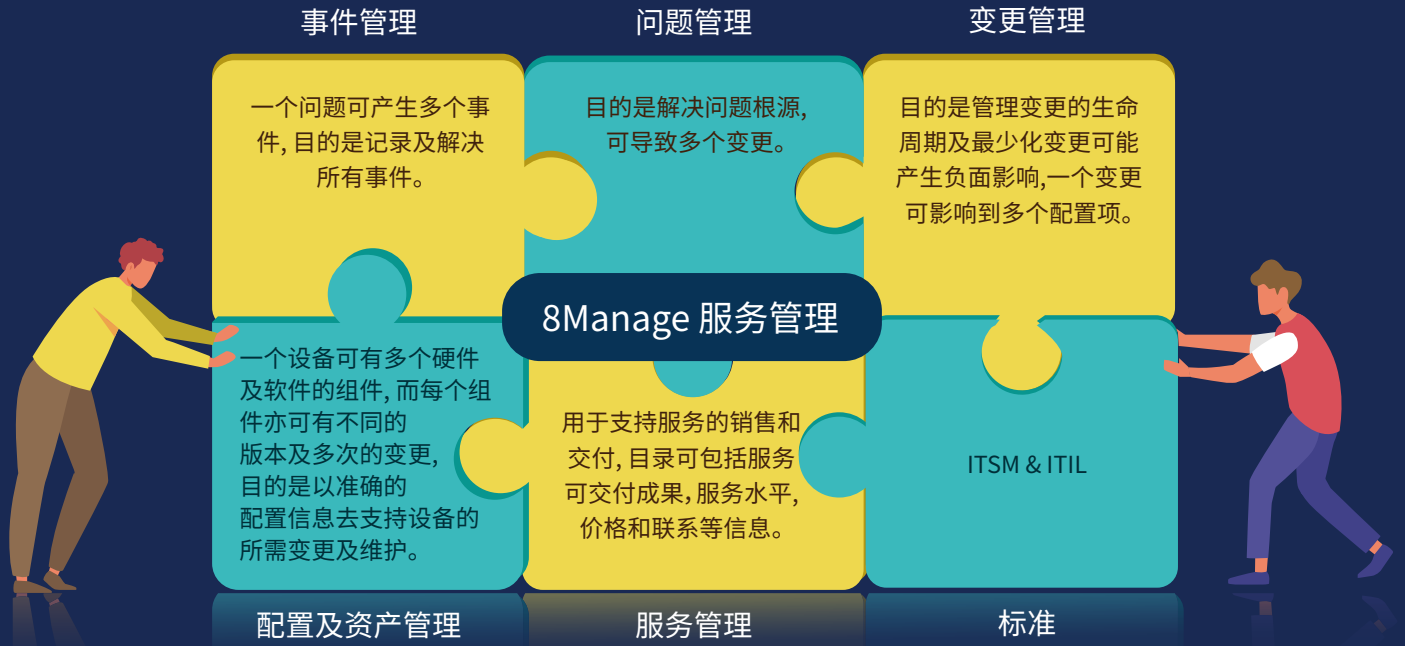 事件管理
问题管理
变更管理
一个问题可产生多个事
件, 目的是记录及解决
所有事件。
目的是解决问题根源,
可导致多个变更。
目的是管理变更的生命
周期及最少化变更可能
产生负面影响,一个变更
可影响到多个配置项。
8Manage 服务管理
一个设备可有多个硬件
及软件的组件, 而每个组
件亦可有不同的
版本及多次的变更,
目的是以准确的
配置信息去支持设备的
所需变更及维护。
用于支持服务的销售和
交付, 目录可包括服务
可交付成果，服务水平,
价格和联系等信息。
ITSM & ITIL
配置及资产管理
服务管理
标准